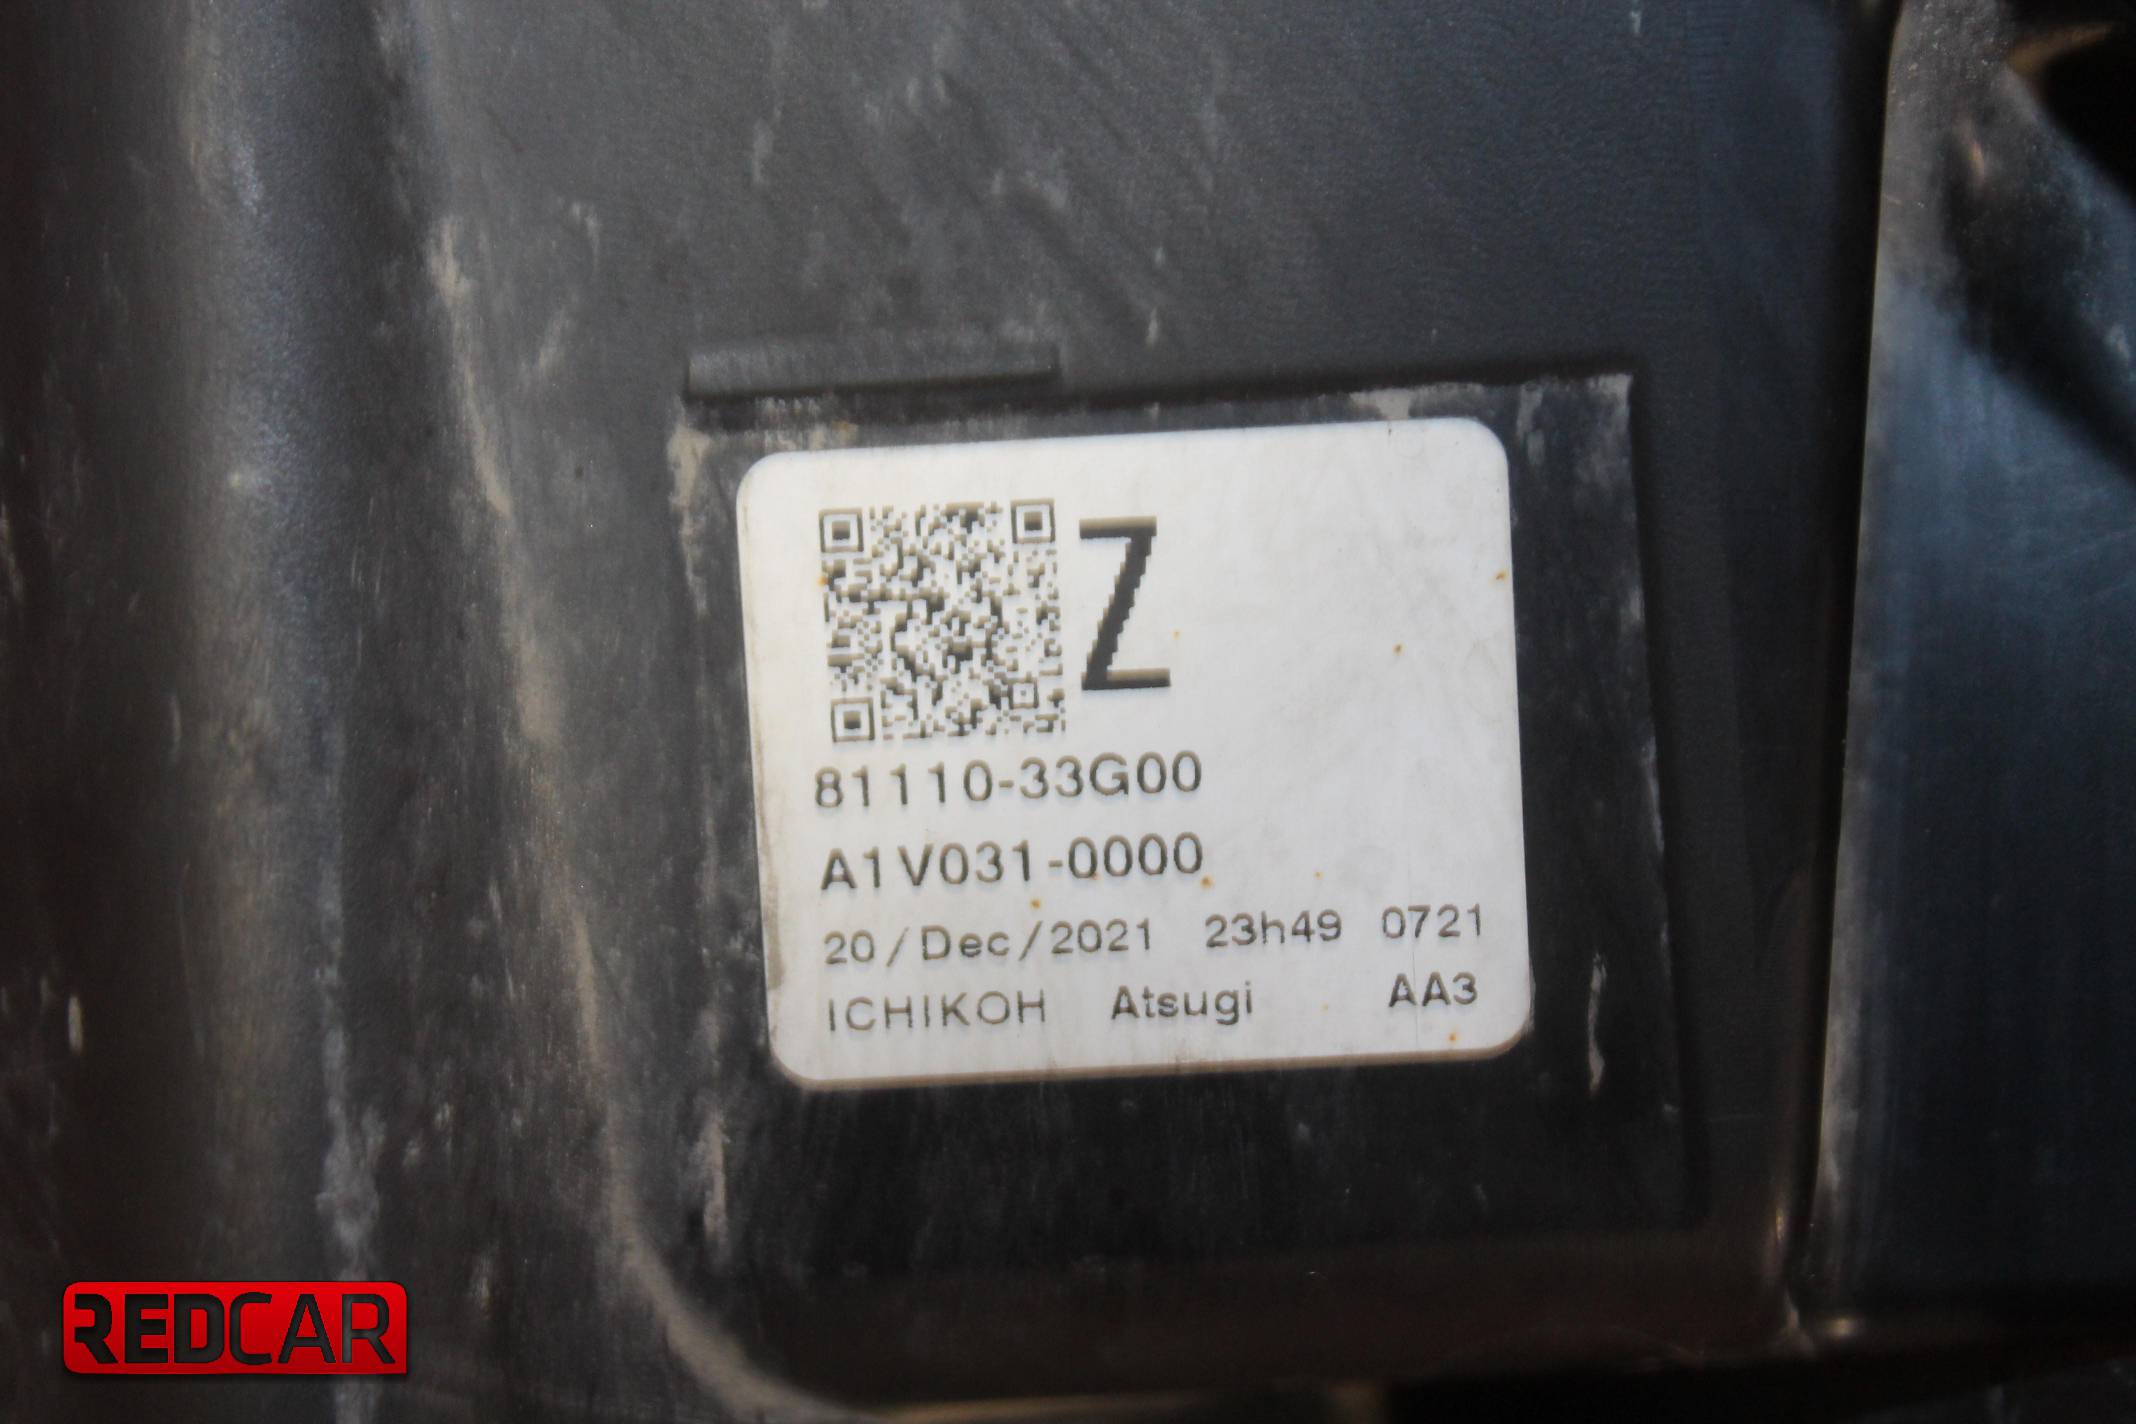 Z
81110-33G00
A1V031-0000
20/Dec/2021 23h49 0721
ICHIKOH Atsugi AA3
REDCAR